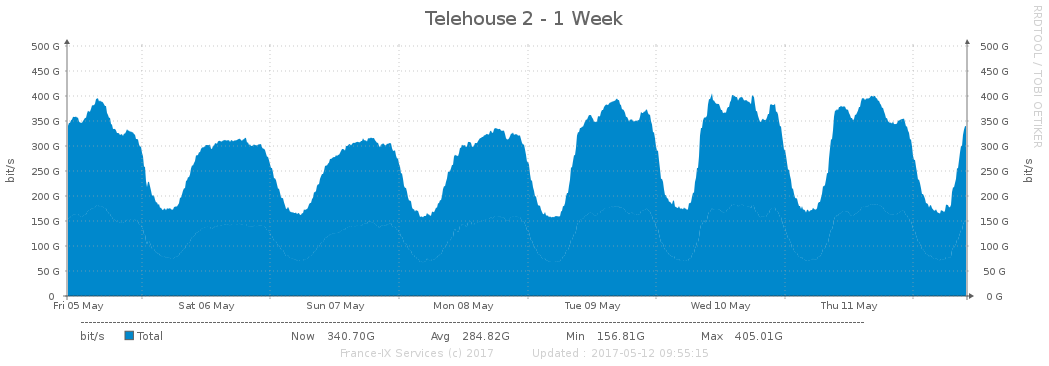 Telehouse 2 - 1 Week
RRDTOOL / TOBI OETIKER
500 G 500 G
450 G 450 G
400 G 400 G
350 G 350 G
300 G 300 G
250 G 250 G
200 G 200 G
150 G 150 G
100 G 100 G
50 G 50 G
0 0 G
bit/s
bit/s
Fri 05 May Sat 06 May Sun 07 May Mon 08 May Tue 09 May Wed 10 May Thu 11 May
bit/s Total Now 340.70G Avg 284.82G Min 156.81G Max 405.01G
France-IX Services (c) 2017 Updated : 2017-05-12 09:55:15